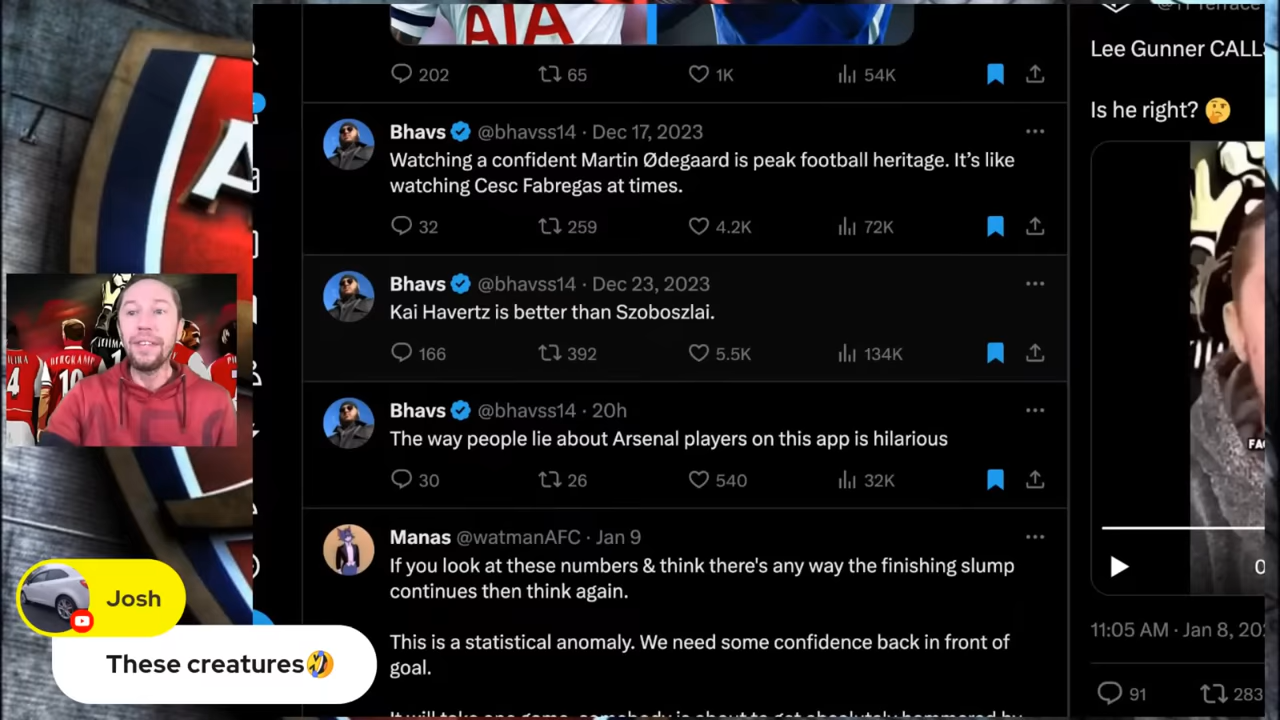 AIA
202 65 1K 54K
Bhavs @bhavss14 · Dec 17, 2023
Watching a confident Martin Ødegaard is peak football heritage. It's like
watching Cesc Fabregas at times.
32 259 4.2K 72K
Bhavs @bhavss14 · Dec 23, 2023
Kai Havertz is better than Szoboszlai.
166 392 5.5K 134K
Bhavs @bhavss14 · 20h
The way people lie about Arsenal players on this app is hilarious
30 26 540 32K
Manas @watmanAFC · Jan 9
If you look at these numbers & think there's any way the finishing slump
continues then think again.
This is a statistical anomaly. We need some confidence back in front of
goal.
Lee Gunner
Is he right? 🤔
11:05 AM · Jan 8,
91 283
4
BERGKAMP
10
Josh
These creatures🤣